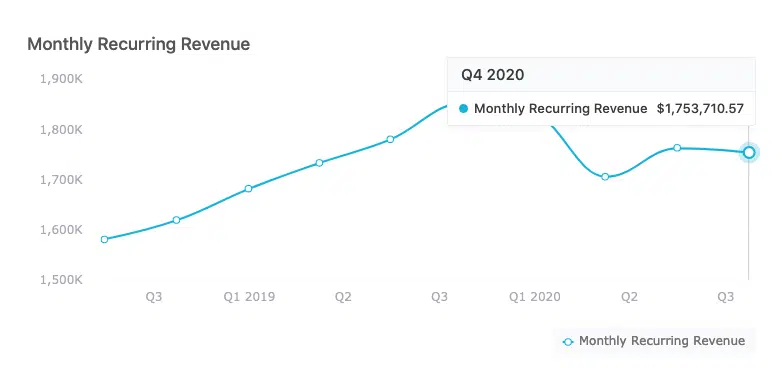 Monthly Recurring Revenue
1,900K
Q4 2020
Monthly Recurring Revenue $1,753,710.57
1,800K
1,700K
1,600K
1,500K
Q3 Q1 2019 Q2 Q3 Q1 2020 Q2 Q3
Monthly Recurring Revenue